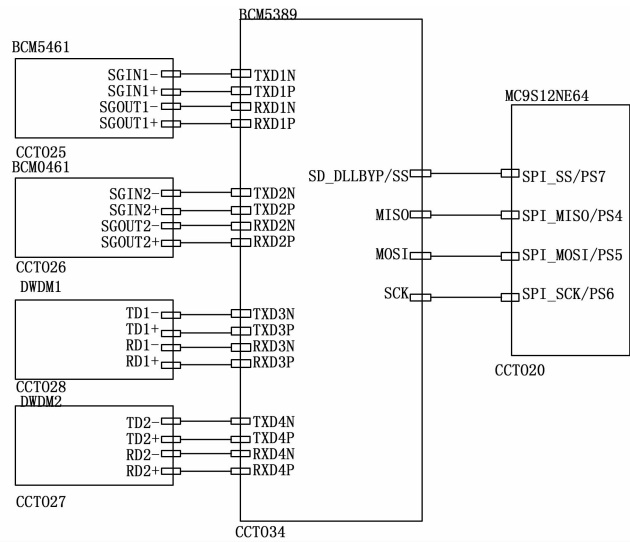 BCM5389
BCM5461
SGIN1- TXD1N
SGIN1+ TXD1P
SGOUT1- RXD1N
SGOUT1+ RXD1P
CCT025
BCM0461
SGIN2- TXD2N
SGIN2+ TXD2P
SGOUT2- RXD2N
SGOUT2+ RXD2P
CCT026
DWDM1
TD1- TXD3N
TD1+ TXD3P
RD1- RXD3N
RD1+ RXD3P
CCT028
DWDM2
TD2- TXD4N
TD2+ TXD4P
RD2- RXD4N
RD2+ RXD4P
CCT027
CCT034
MC9S12NE64
SD_DLLBYP/SS SPI_SS/PS7
MISO SPI_MISO/PS4
MOSI SPI_MOSI/PS5
SCK SPI_SCK/PS6
CCT020